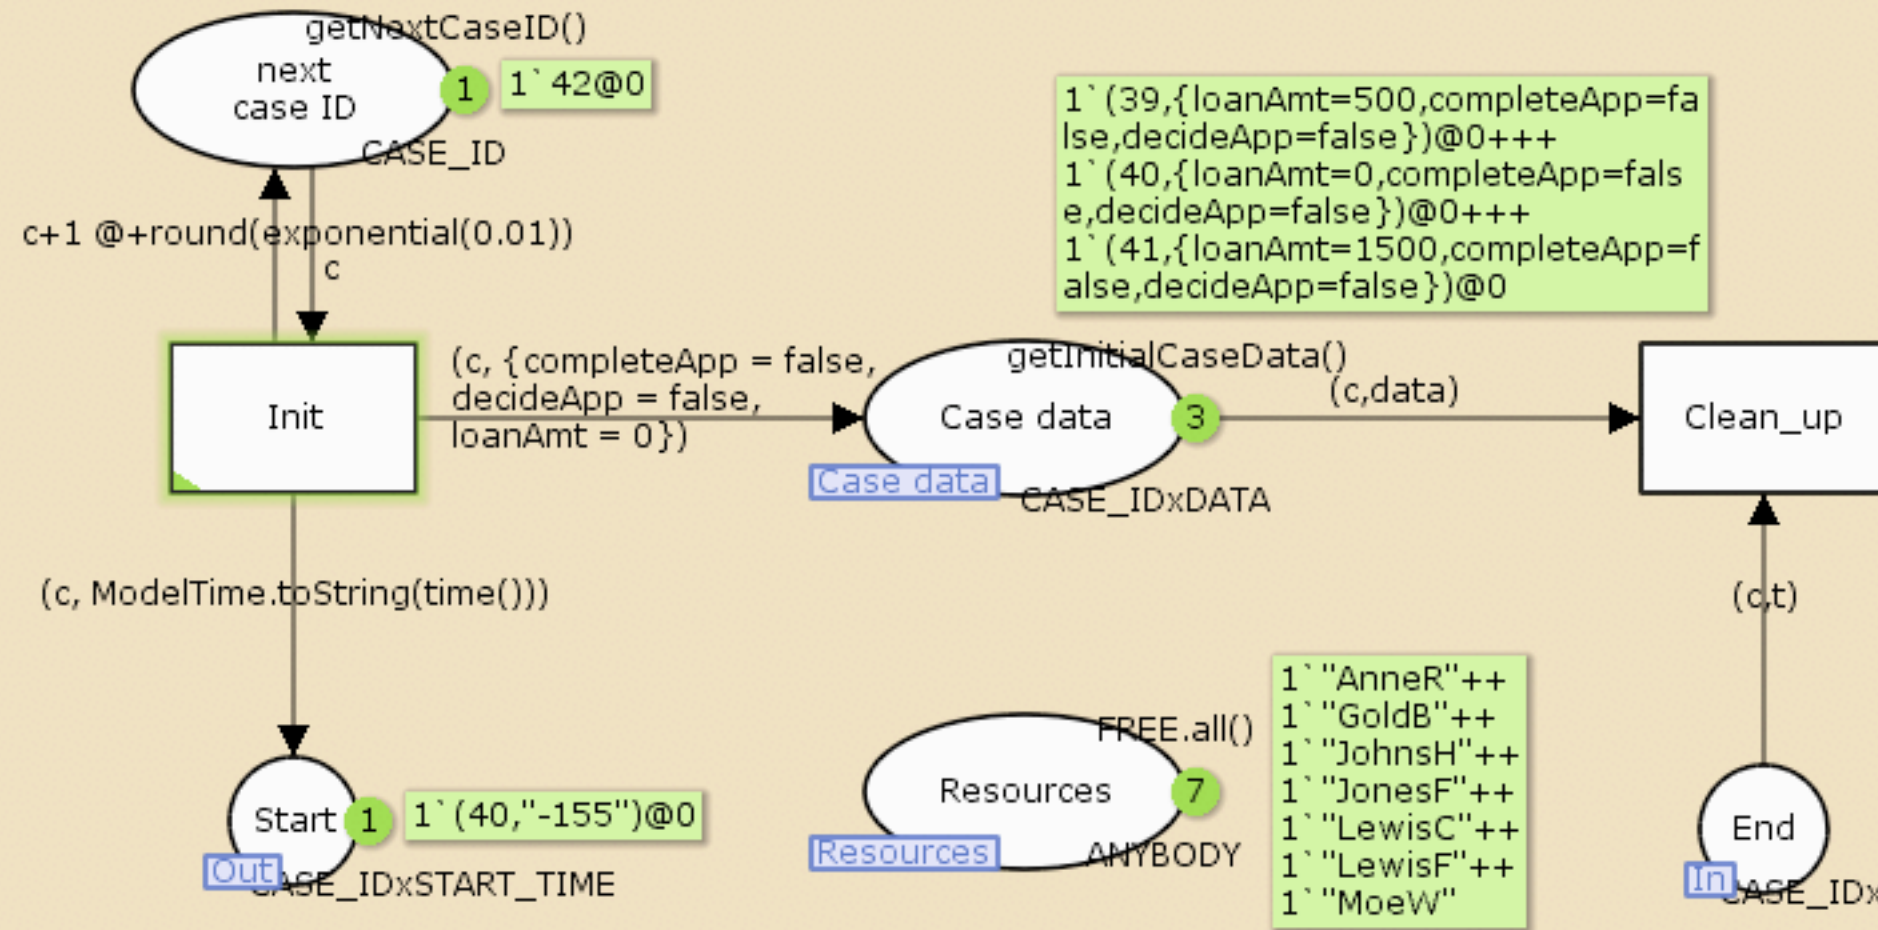 getNextCaseID()
next
case ID
1
1`42@0
CASE_ID
c+1 @+round(exponential(0.01))
c
1`(39,{loanAmt=500,completeApp=fa
lse,decideApp=false})@0+++
1`(40,{loanAmt=0,completeApp=fals
e,decideApp=false})@0+++
1`(41,{loanAmt=1500,completeApp=f
alse,decideApp=false})@0
Init
(c, {completeApp = false,
decideApp = false,
loanAmt = 0})
getInitialCaseData()
Case data
3
Case data
CASE_IDxDATA
(c,data)
Clean_up
(c, ModelTime.toString(time()))
(c,t)
Start
1
1`(40,"-155")@0
Out
CASE_IDxSTART_TIME
FREE.all()
Resources
7
Resources
ANYBODY
1`"AnneR"++
1`"GoldB"++
1`"JohnsH"++
1`"JonesF"++
1`"LewisC"++
1`"LewisF"++
1`"MoeW"
End
In
CASE_IDx